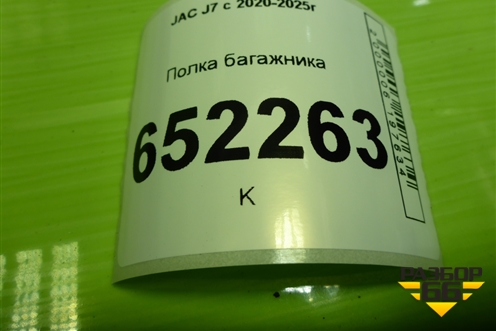 JAC J7 с 2020-2025г
Полка багажника
652263
К
РАЗБОР
66